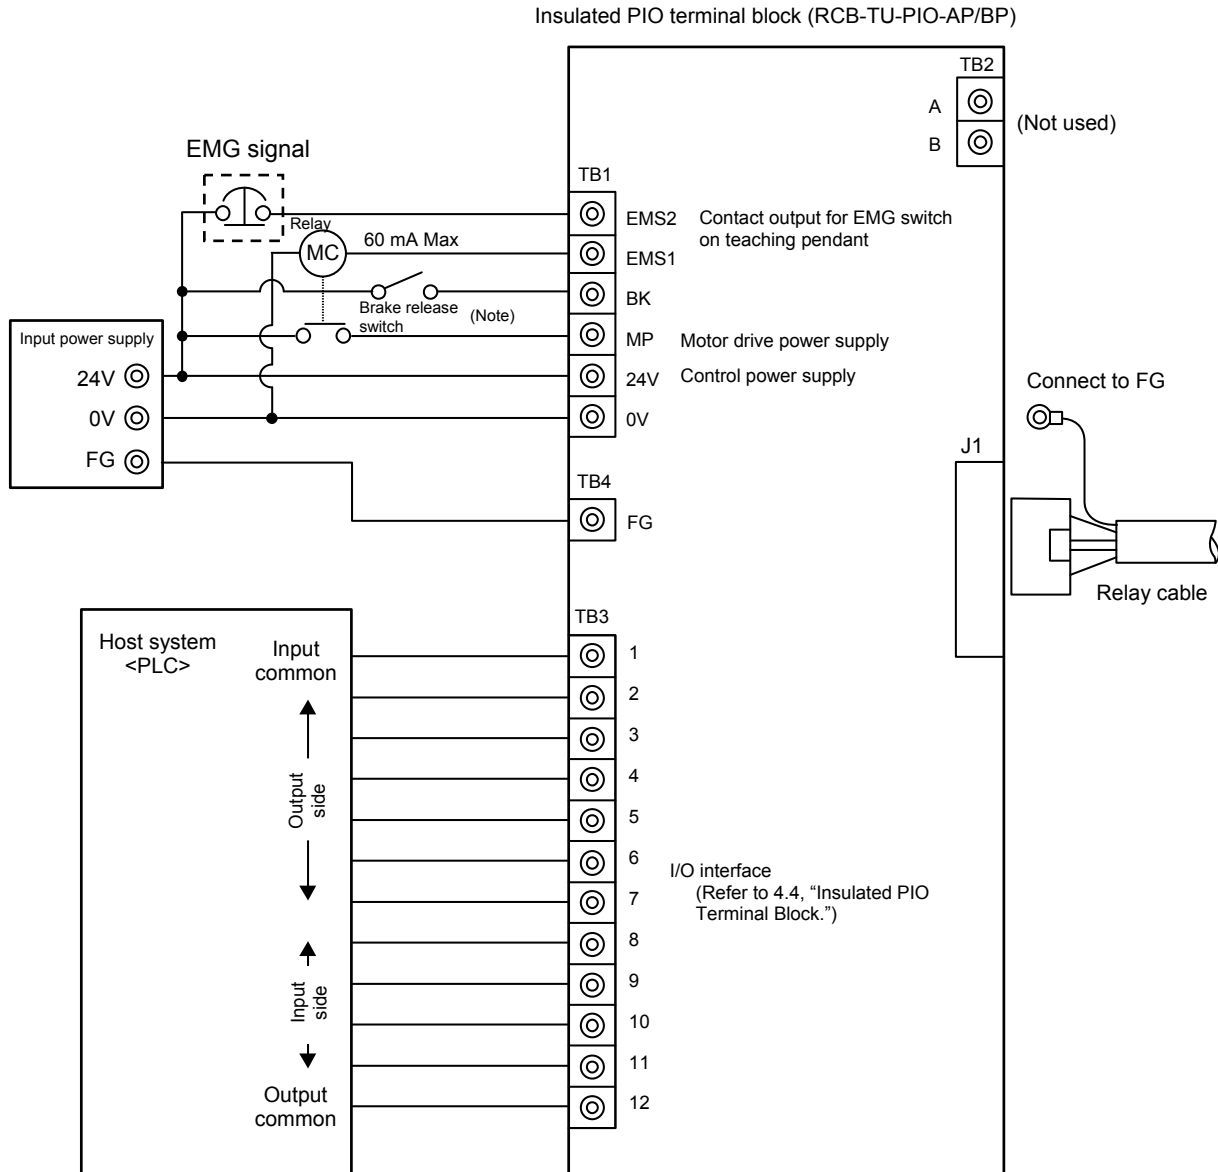 Insulated PIO terminal block (RCB-TU-PIO-AP/BP)
TB2
A
B
(Not used)
EMG signal
TB1
EMS2
Contact output for EMG switch
on teaching pendant
Relay
MC
60 mA Max
EMS1
BK
Brake release
switch
(Note)
MP
Motor drive power supply
Input power supply
24V
24V
Control power supply
0V
0V
FG
Connect to FG
J1
TB4
FG
Relay cable
TB3
Host system
<PLC>
Input
common
1
2
3
4
Output
side
5
6
I/O interface
(Refer to 4.4, “Insulated PIO
Terminal Block.”)
7
8
9
Input
side
10
11
Output
common
12